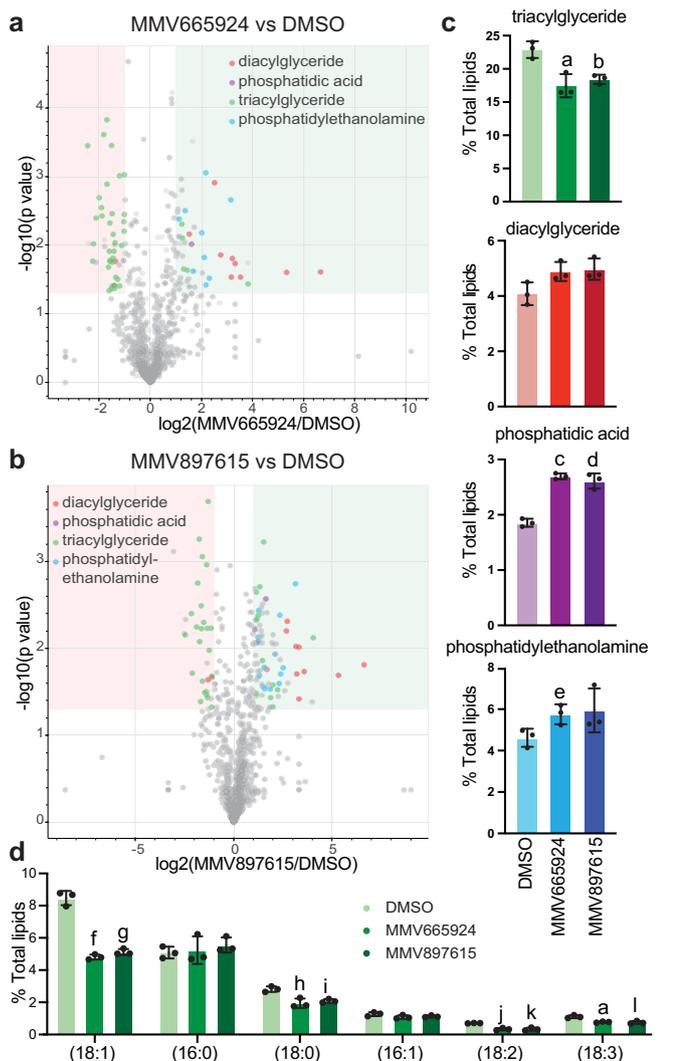 a
MMV665924 vs DMSO
diacylglyceride
phosphatidic acid
triacylglyceride
phosphatidylethanolamine
-log10(p value)
4
3
2
1
0
-2 0 2 4 6 8 10
log2(MMV665924/DMSO)
b
MMV897615 vs DMSO
diacylglyceride
phosphatidic acid
triacylglyceride
phosphatidyl-
ethanolamine
-log10(p value)
3
2
1
0
-5 0 5
log2(MMV897615/DMSO)
c
triacylglyceride
% Total lipids
25
20
15
10
5
0
a b
diacylglyceride
% Total lipids
6
4
2
0
phosphatidic acid
% Total lipids
3
2
1
0
c d
phosphatidylethanolamine
% Total lipids
8
6
4
2
0
e
DMSO
MMV665924
MMV897615
d
% Total lipids
10
8
6
4
2
0
DMSO
MMV665924
MMV897615
f g h i j k a l
(18:1) (16:0) (18:0) (16:1) (18:2) (18:3)